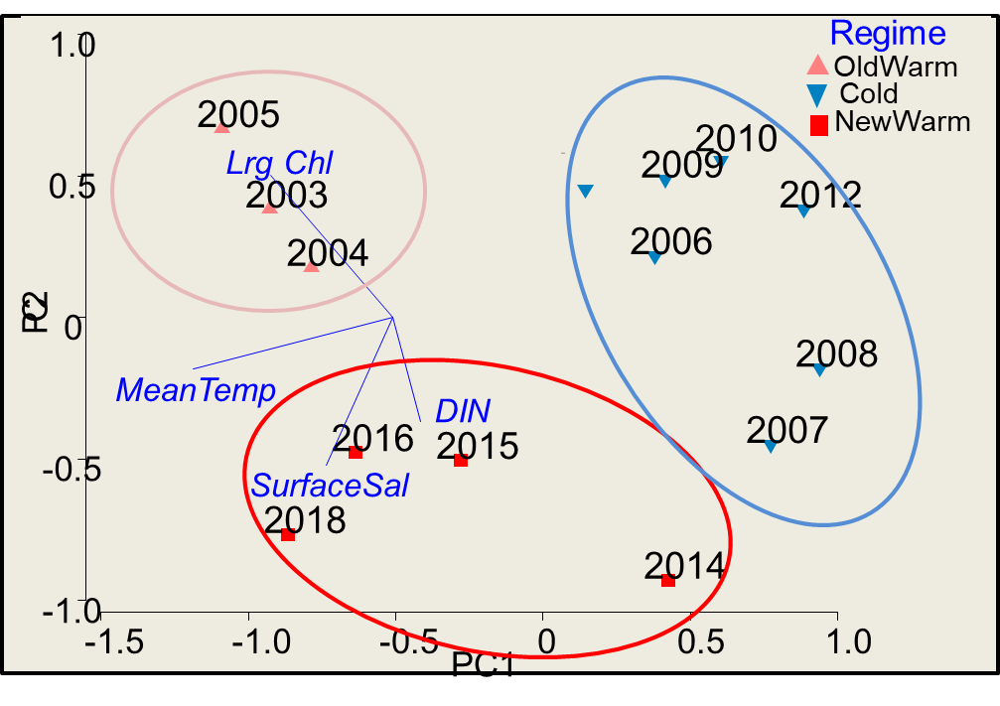 Regime
OldWarm
Cold
NewWarm
1.0
0.5
0
-0.5
-1.0
PC2
2005
Lrg_Chl
2003
2004
2010
2009
2012
2006
2008
2007
MeanTemp
DIN
2016
2015
SurfaceSal
2018
2014
-1.5
-1.0
-0.5
0
0.5
1.0
PC1